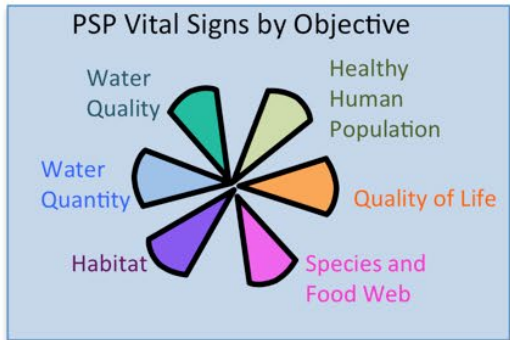 PSP Vital Signs by Objective
Water
Quality
Healthy
Human
Population
Water
Quantity
Quality of Life
Habitat
Species and
Food Web